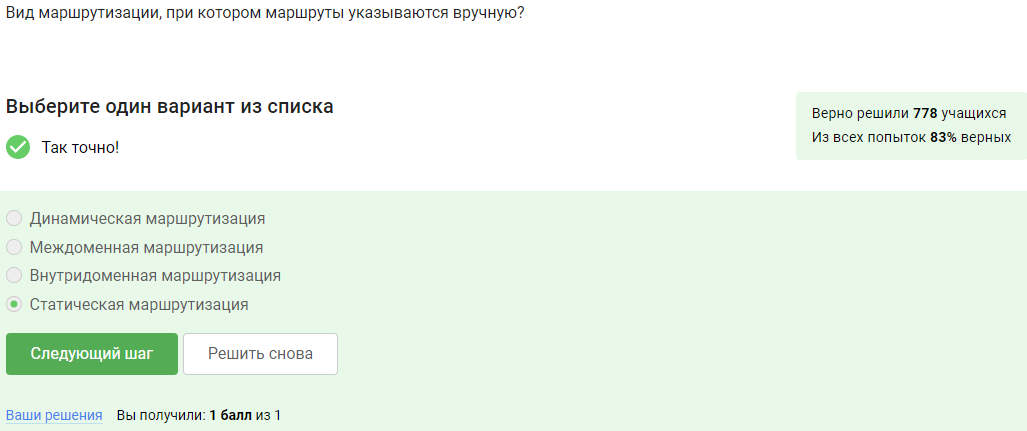 Вид маршрутизации, при котором маршруты указываются вручную?
Выберите один вариант из списка
Так точно!
Верно решили 778 учащихся
Из всех попыток 83% верных
Динамическая маршрутизация
Междоменная маршрутизация
Внутридоменная маршрутизация
Статическая маршрутизация
Следующий шаг Решить снова
Ваши решения Вы получили: 1 балл из 1